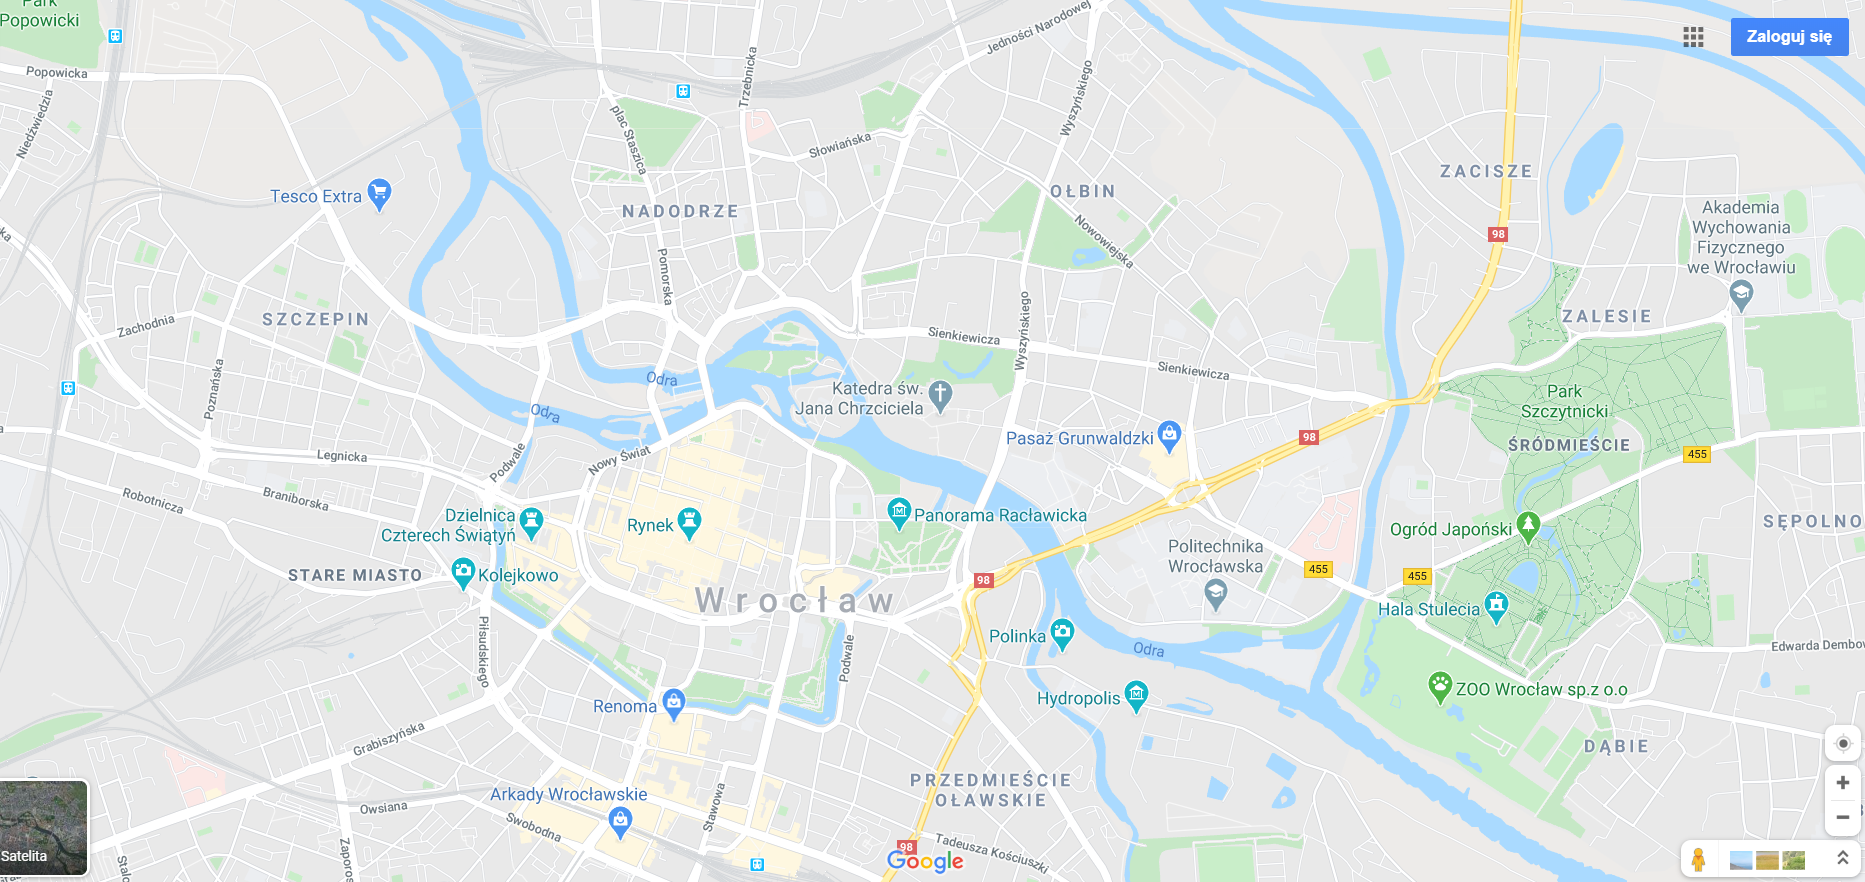 Park
Popowicki
Popowicka
Niedźwiedzia
Trzebnicka
plac Staszica
Jedności Narodowej
Wyszyńskiego
Słowiańska
Zaloguj się
Tesco Extra
NADODRZE
OŁBIN
Nowowiejska
ZACISZE
98
Akademia
Wychowania
Fizycznego
we Wrocławiu
Pomorska
SZCZEPIN
Zachodnia
Poznańska
Sienkiewicza
Wyszyńskiego
Sienkiewicza
ZALESIE
Odra
Odra
Katedra św.
Jana Chrzciciela
Park
Szczytnicki
ŚRÓDMIEŚCIE
455
Pasaż Grunwaldzki
98
Legnicka
Podwale
Nowy Świat
Robotnicza
Braniborska
Dzielnica
Czterech Świątyń
Rynek
Panorama Racławicka
Ogród Japoński
SĘPOLNO
Politechnika
Wrocławska
455
455
STARE MIASTO
Kolejkowo
98
Wrocław
Hala Stulecia
Piłsudskiego
Podwale
Polinka
Odra
Edwarda Dembow
Renoma
Hydropolis
ZOO Wrocław sp.z o.o
Grabiszyńska
DĄBIE
PRZEDMIEŚCIE
OŁAWSKIE
Arkady Wrocławskie
Owsiana
Swobodna
Stawowa
98
Tadeusza Kościuszki
Google
Satelita
Stalo
Zaporos